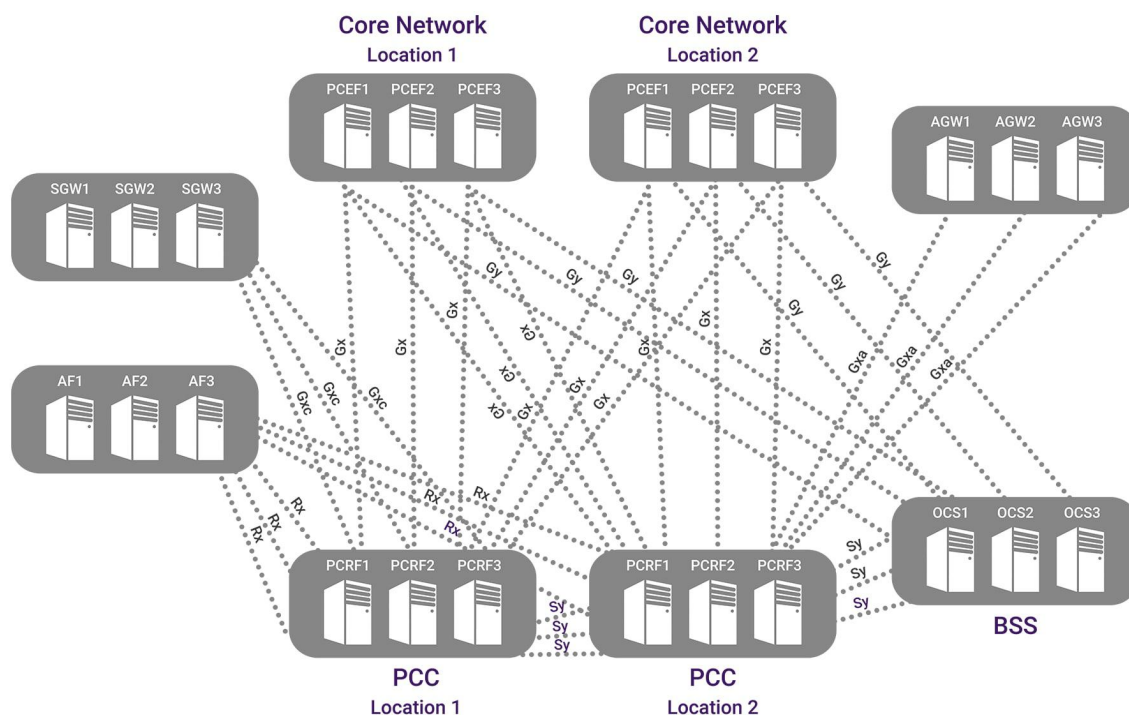 Core Network
Location 1
Core Network
Location 2
PCEF1 PCEF2 PCEF3
PCEF1 PCEF2 PCEF3
AGW1 AGW2 AGW3
SGW1 SGW2 SGW3
Gy Gy Gy Gy Gy Gy
Gx Gx Gx Gx Gx Gx Gx Gx Gx
Gx Gx Gx
Gxa Gxa Gxa
AF1 AF2 AF3
Gxc Gxc Gxc
Rx Rx Rx
Rx Rx Rx
OCS1 OCS2 OCS3
PCRF1 PCRF2 PCRF3
PCRF1 PCRF2 PCRF3
Sy
Sy
Sy
Sy
Sy
Sy
BSS
PCC
Location 1
PCC
Location 2